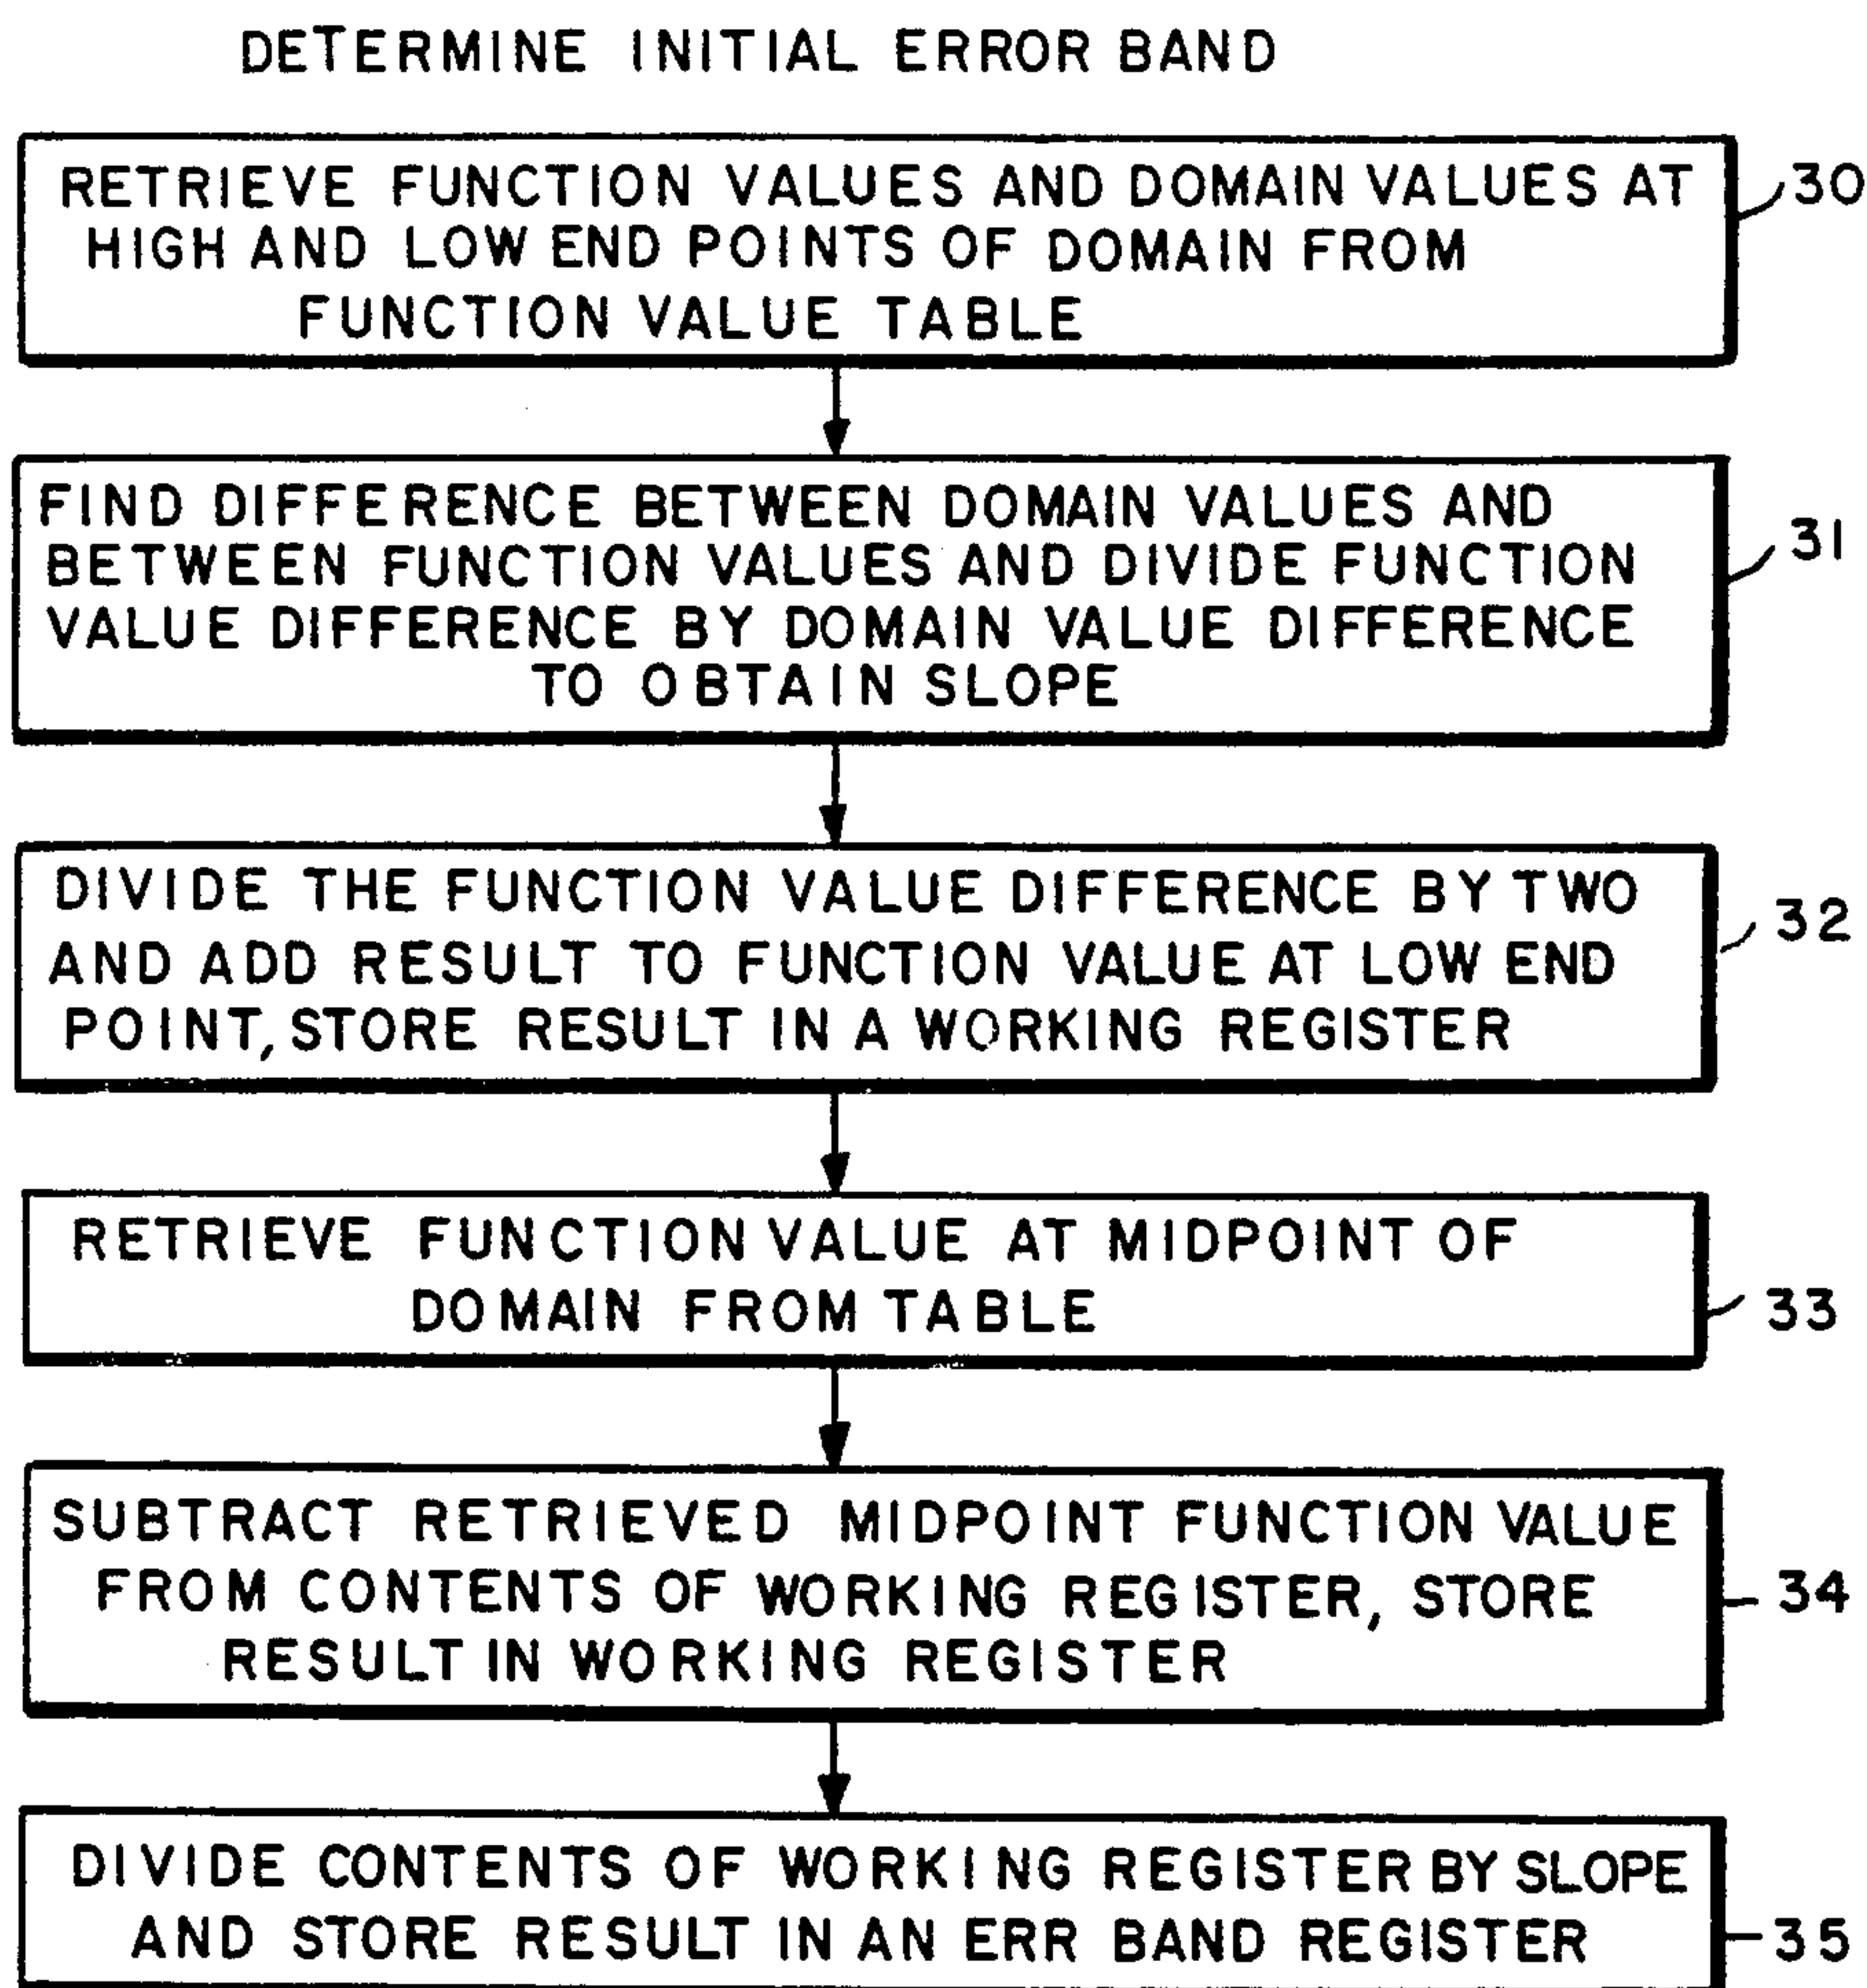 DETERMINE INITIAL ERROR BAND
RETRIEVE FUNCTION VALUES AND DOMAIN VALUES AT
HIGH AND LOW END POINTS OF DOMAIN FROM
FUNCTION VALUE TABLE
30
FIND DIFFERENCE BETWEEN DOMAIN VALUES AND
BETWEEN FUNCTION VALUES AND DIVIDE FUNCTION
VALUE DIFFERENCE BY DOMAIN VALUE DIFFERENCE
TO OBTAIN SLOPE
31
DIVIDE THE FUNCTION VALUE DIFFERENCE BY TWO
AND ADD RESULT TO FUNCTION VALUE AT LOW END
POINT, STORE RESULT IN A WORKING REGISTER
32
RETRIEVE FUNCTION VALUE AT MIDPOINT OF
DOMAIN FROM TABLE
33
SUBTRACT RETRIEVED MIDPOINT FUNCTION VALUE
FROM CONTENTS OF WORKING REGISTER, STORE
RESULT IN WORKING REGISTER
34
DIVIDE CONTENTS OF WORKING REGISTER BY SLOPE
AND STORE RESULT IN AN ERR BAND REGISTER
35